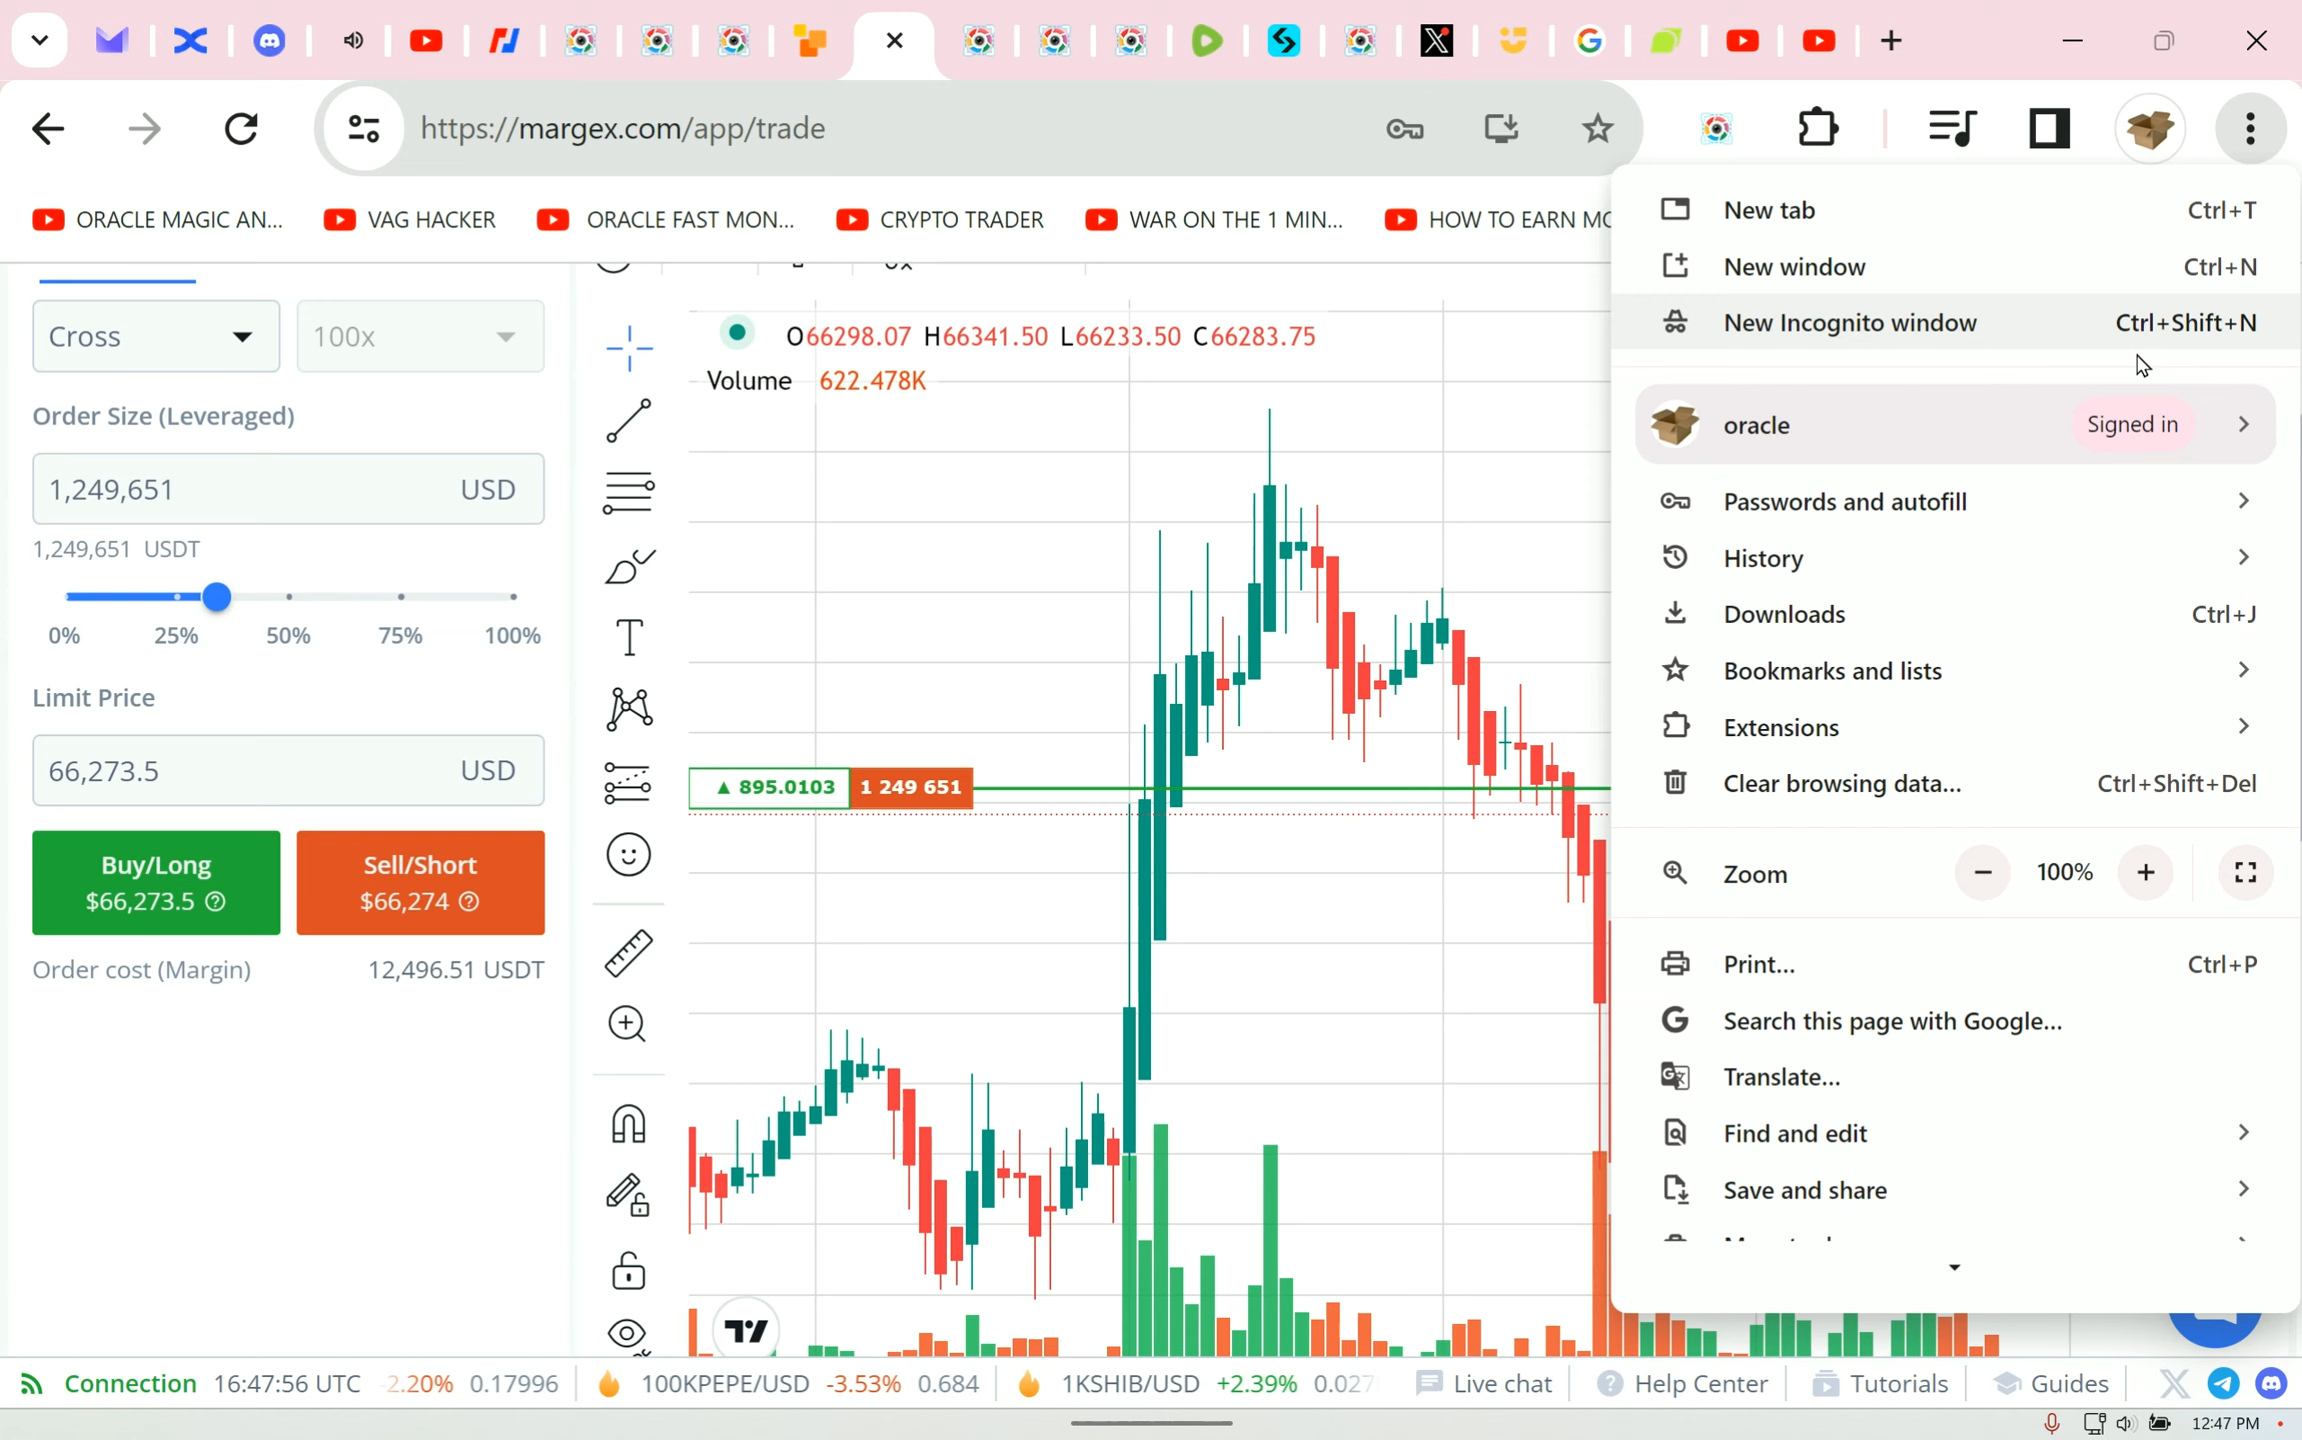 https://margex.com/app/trade
ORACLE MAGIC AN...
VAG HACKER
ORACLE FAST MON...
CRYPTO TRADER
WAR ON THE 1 MIN...
HOW TO EARN MO
Cross
100x
Order Size (Leveraged)
1,249,651 USD
1,249,651 USDT
0% 25% 50% 75% 100%
Limit Price
66,273.5 USD
Buy/Long
$66,273.5
Sell/Short
$66,274
Order cost (Margin) 12,496.51 USDT
O66298.07 H66341.50 L66233.50 C66283.75
Volume 622.478K
▲ 895.0103 1 249 651
New tab Ctrl+T
New window Ctrl+N
New Incognito window Ctrl+Shift+N
oracle Signed in
Passwords and autofill
History
Downloads Ctrl+J
Bookmarks and lists
Extensions
Clear browsing data... Ctrl+Shift+Del
Zoom − 100% +
Print... Ctrl+P
Search this page with Google...
Translate...
Find and edit
Save and share
Connection 16:47:56 UTC -2.20% 0.17996 100KPEPE/USD -3.53% 0.684 1KSHIB/USD +2.39% 0.027 Live chat Help Center Tutorials Guides
12:47 PM